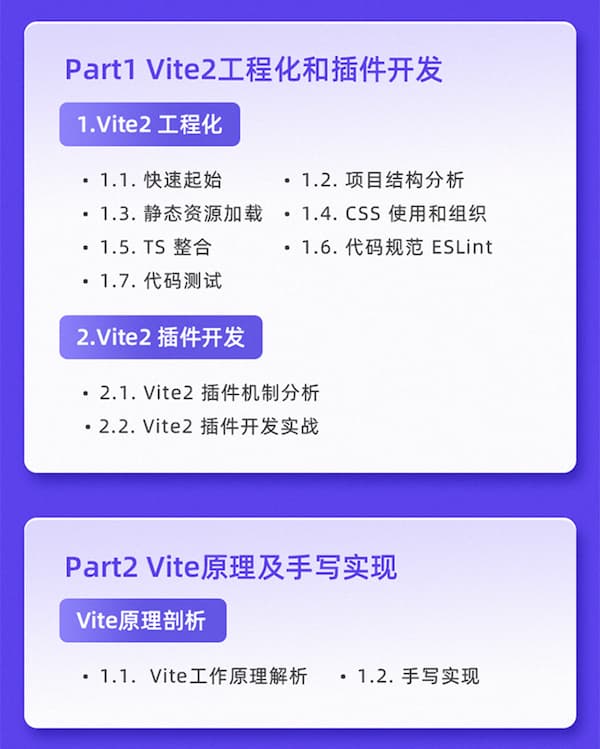 Part1 Vite2工程化和插件开发
1.Vite2 工程化
• 1.1. 快速起始 • 1.2. 项目结构分析
• 1.3. 静态资源加载 • 1.4. CSS 使用和组织
• 1.5. TS 整合 • 1.6. 代码规范 ESLint
• 1.7. 代码测试
2.Vite2 插件开发
• 2.1. Vite2 插件机制分析
• 2.2. Vite2 插件开发实战
Part2 Vite原理及手写实现
Vite原理剖析
• 1.1. Vite工作原理解析 • 1.2. 手写实现